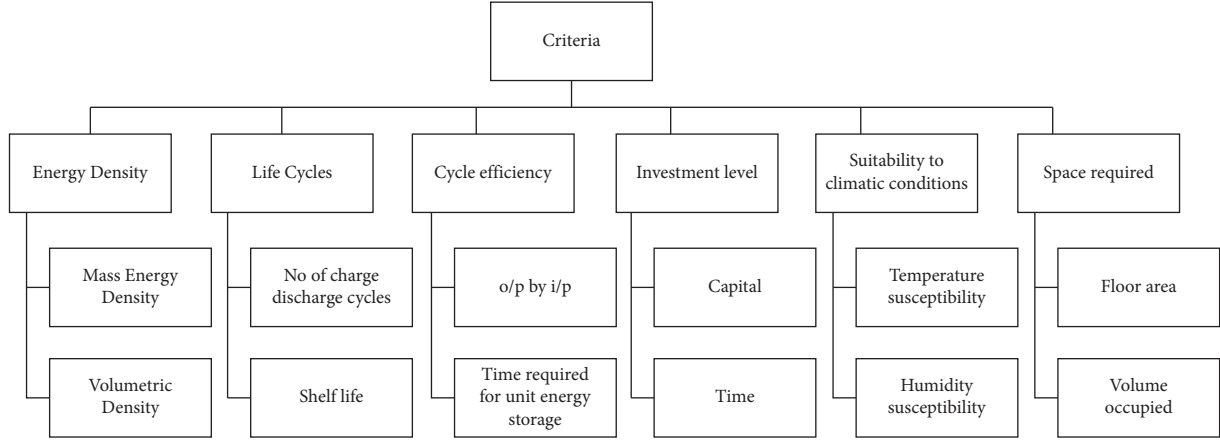 Criteria
Energy Density
Life Cycles
Cycle efficiency
Investment level
Suitability to
climatic conditions
Space required
Mass Energy
Density
No of charge
discharge cycles
o/p by i/p
Capital
Temperature
susceptibility
Floor area
Volumetric
Density
Shelf life
Time required
for unit energy
storage
Time
Humidity
susceptibility
Volume
occupied